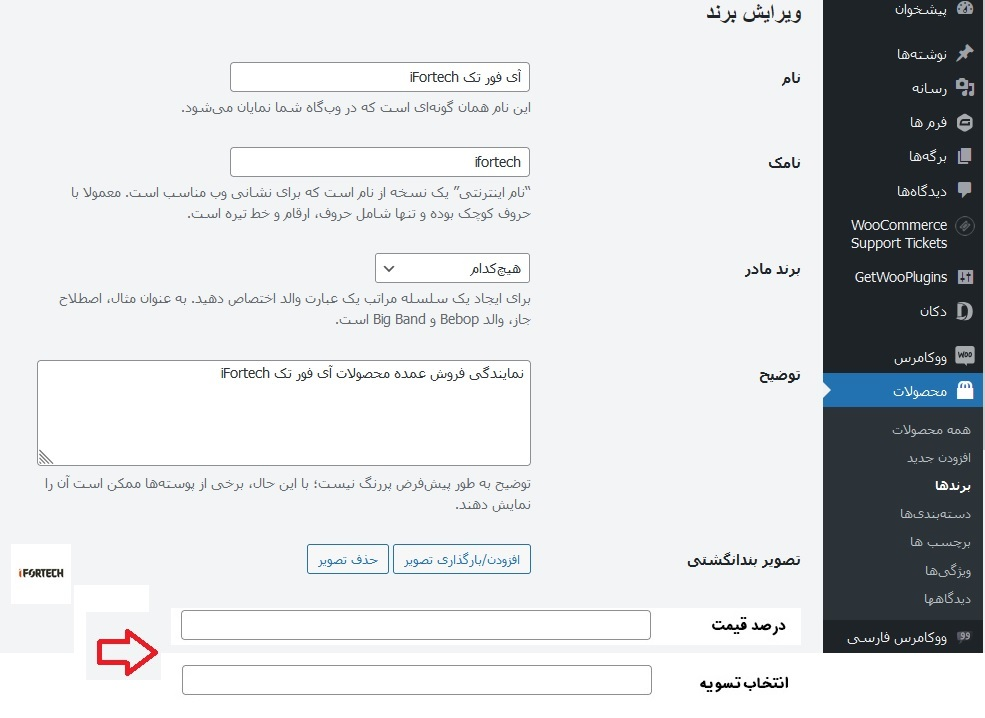 پیشخوان
نوشته‌ها
رسانه
فرم ها
برگه‌ها
دیدگاه‌ها
WooCommerce
Support Tickets
GetWooPlugins
دکان
ووکامرس
محصولات
همه محصولات
افزودن جدید
برندها
دسته‌بندی‌ها
برچسب ها
ویژگی‌ها
دیدگاهها
ووکامرس فارسی
ویرایش برند
نام
آی فور تک iFortech
این نام همان گونه‌ای است که در وب‌گاه شما نمایان می‌شود.
نامک
ifortech
“نام اینترنتی” یک نسخه از نام است که برای نشانی وب مناسب است. معمولا با
حروف کوچک بوده و تنها شامل حروف، ارقام و خط تیره است.
برند مادر
هیچ‌کدام
برای ایجاد یک سلسله مراتب یک عبارت والد اختصاص دهید. به عنوان مثال، اصطلاح
جاز، والد Bebop و Big Band است.
توضیح
نمایندگی فروش عمده محصولات آی فور تک iFortech
توضیح به طور پیش‌فرض پررنگ نیست؛ با این حال، برخی از پوسته‌ها ممکن است آن را
نمایش دهند.
تصویر بندانگشتی
افزودن/بارگذاری تصویر
حذف تصویر
iFORTECH
درصد قیمت
انتخاب تسویه